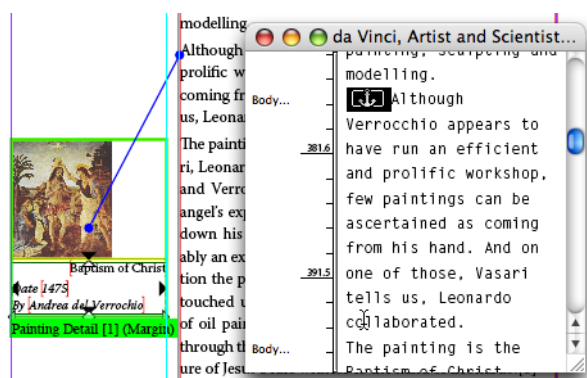 modelling
Although
prolific w
coming fr
us, Leona
The painti
ri, Leonar
and Verro
angel's exp
down his
ably an ex
tion the p
touched u
of oil pai
through th
ure of Jesu
Baptism of Christ
Date 1475
By Andrea del Verrochio
Painting Detail [1] (Margin)
da Vinci, Artist and Scientist...
painting, sculpting and
modelling.
Body... Although
Verrocchio appears to
381.6 have run an efficient
and prolific workshop,
few paintings can be
ascertained as coming
from his hand. And on
391.5 one of those, Vasari
tells us, Leonardo
collaborated.
Body... The painting is the
Baptism of Christ